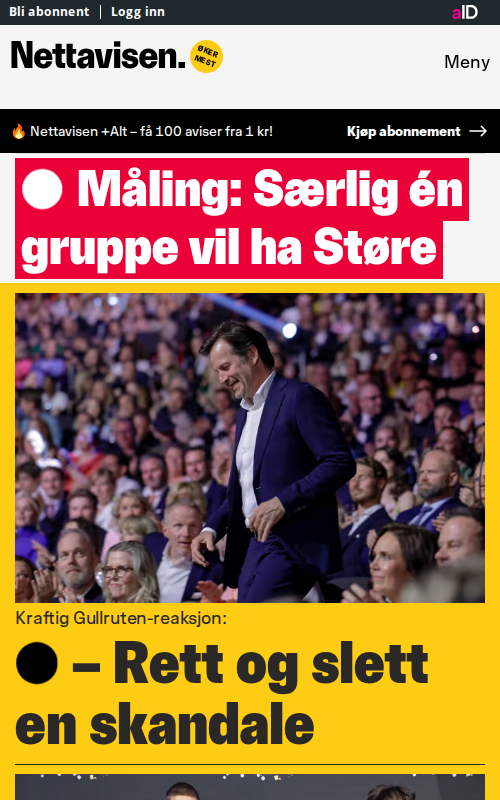 Bli abonnent
Logg inn
aID
Nettavisen.
ØKER
MEST
Meny
🔥 Nettavisen +Alt – få 100 aviser fra 1 kr!
Kjøp abonnement →
Måling: Særlig én
gruppe vil ha Støre
Kraftig Gullruten-reaksjon:
– Rett og slett
en skandale